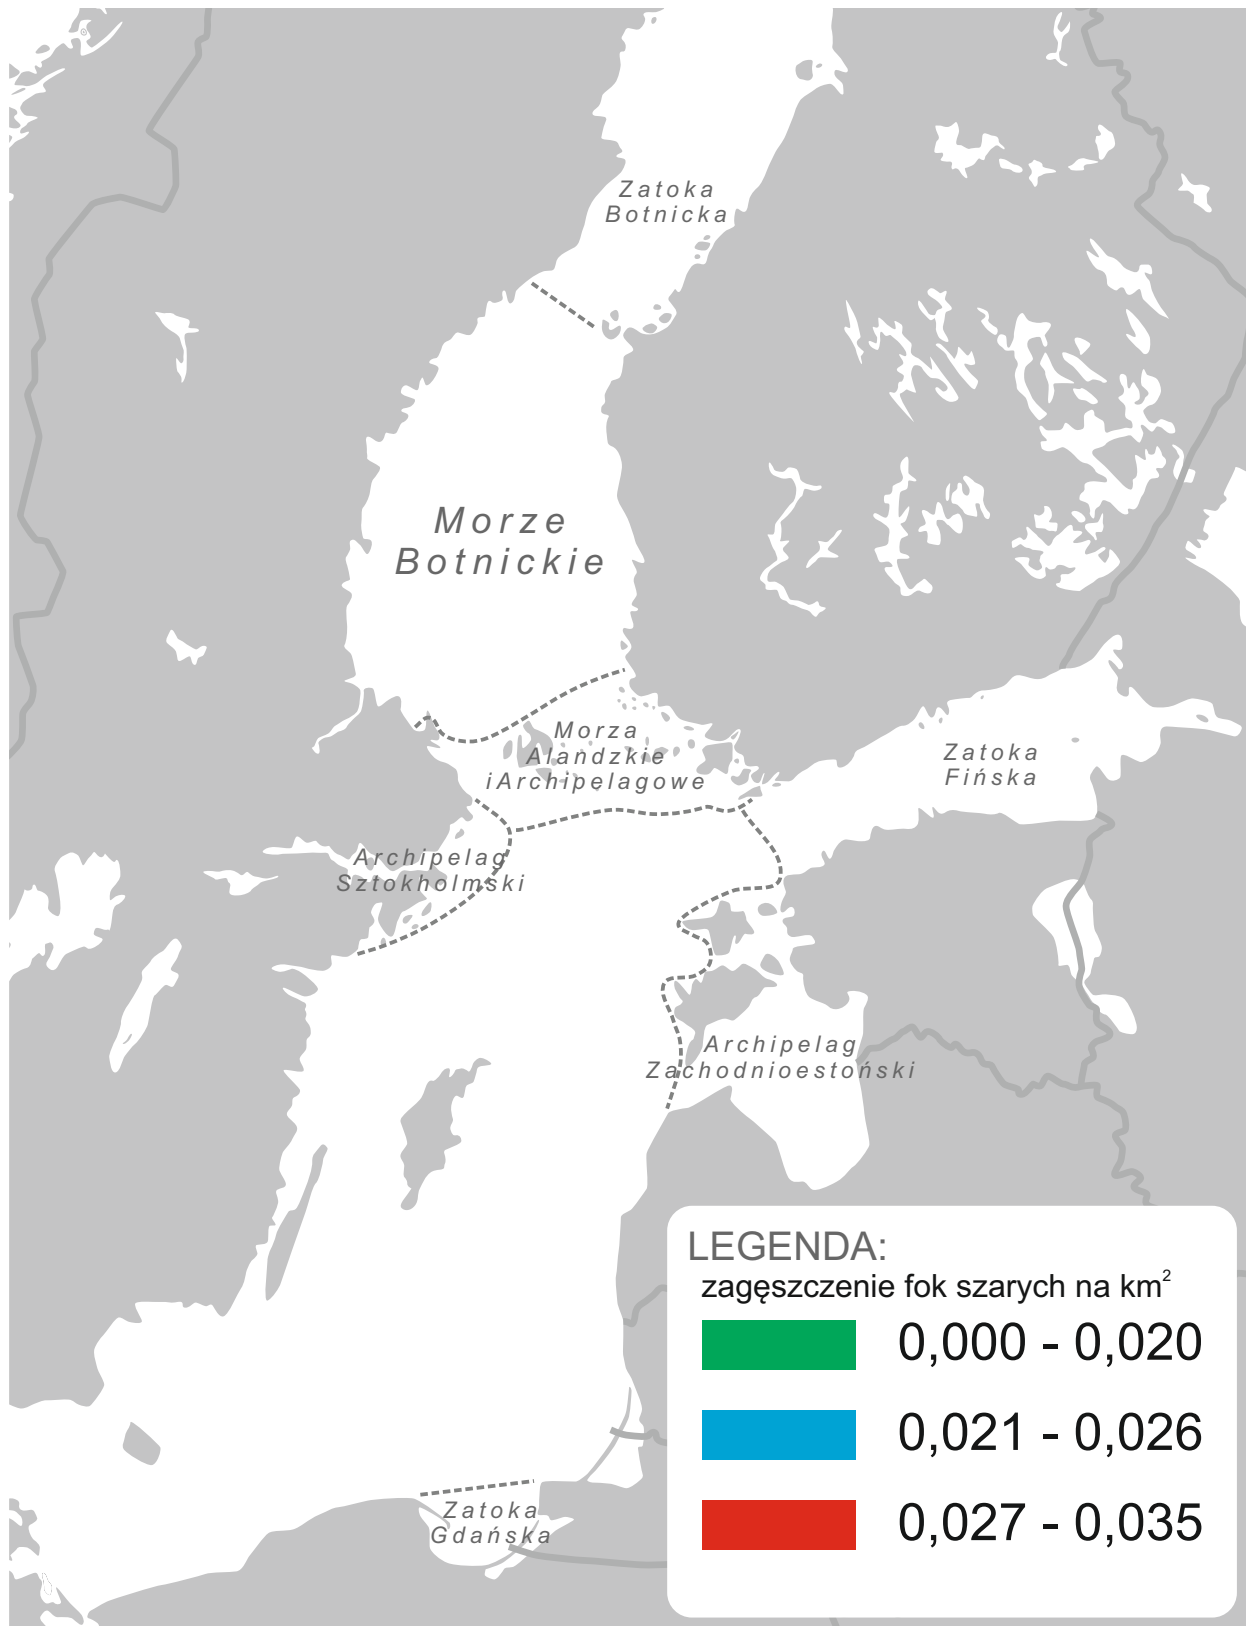 Zatoka
Botnicka
Morze
Botnickie
Morza
Alandzkie
i Archipelagowe
Zatoka
Fińska
Archipelag
Sztokholmski
Archipelag
Zachodnioestoński
Zatoka
Gdańska
LEGENDA:
zagęszczenie fok szarych na km²
0,000 - 0,020
0,021 - 0,026
0,027 - 0,035